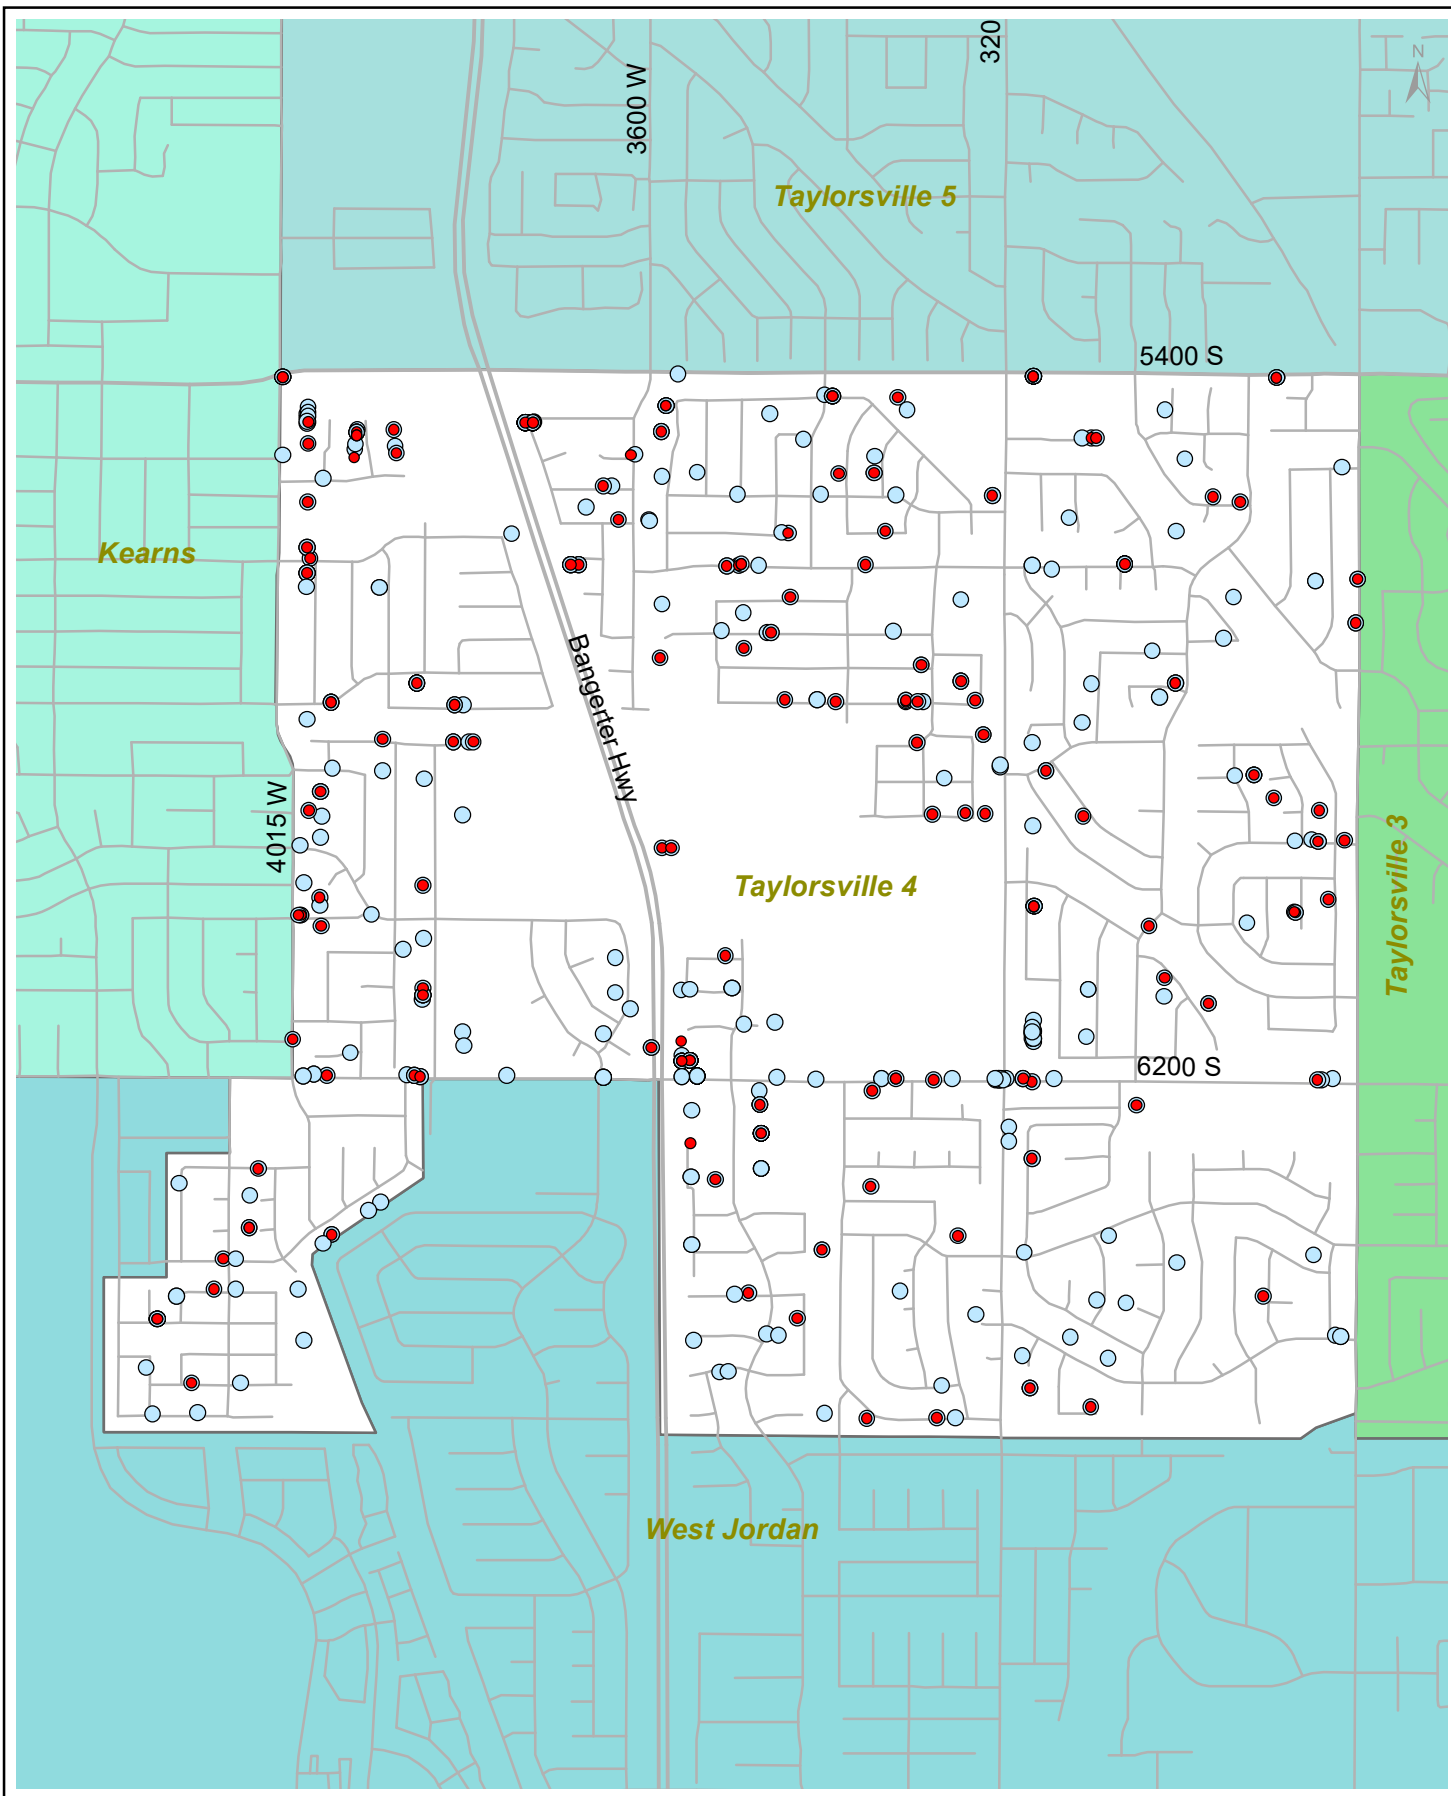 320
N
3600 W
Taylorsville 5
5400 S
Kearns
Bangerter Hwy
4015 W
Taylorsville 4
Taylorsville 3
6200 S
West Jordan